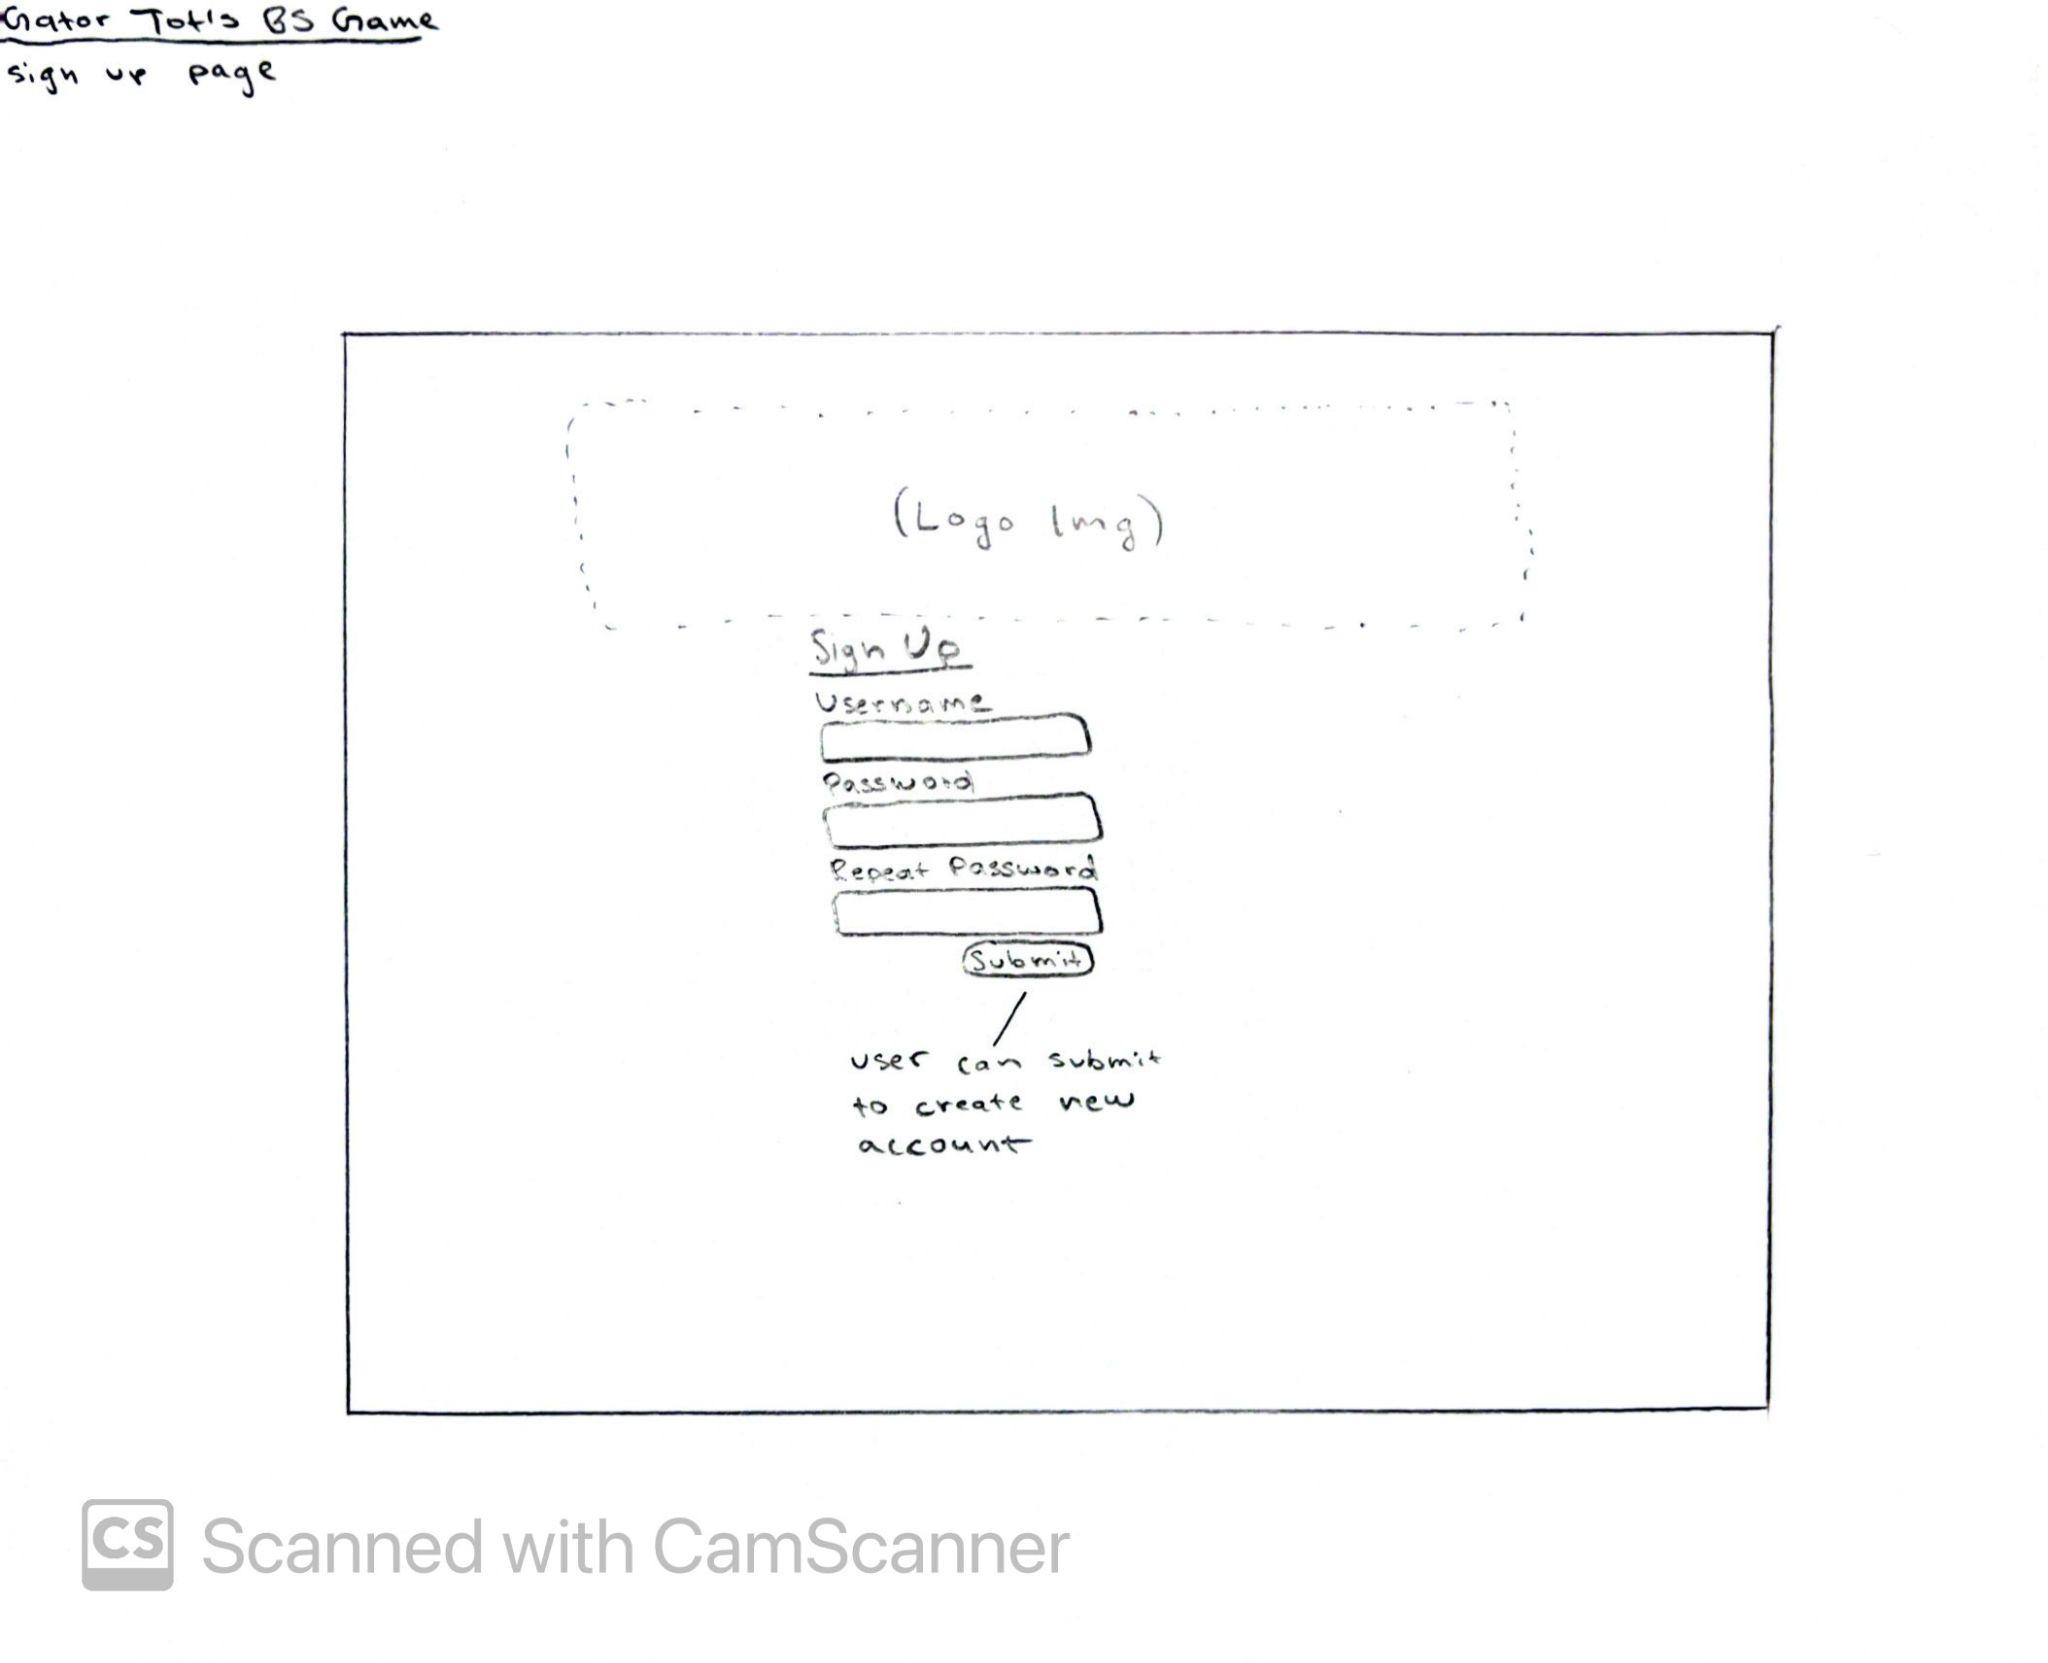 Gator Tot's BS Game
sign up page
(Logo Img)
Sign Up
Username
Password
Repeat Password
Submit
user can submit
to create new
account
CS Scanned with CamScanner